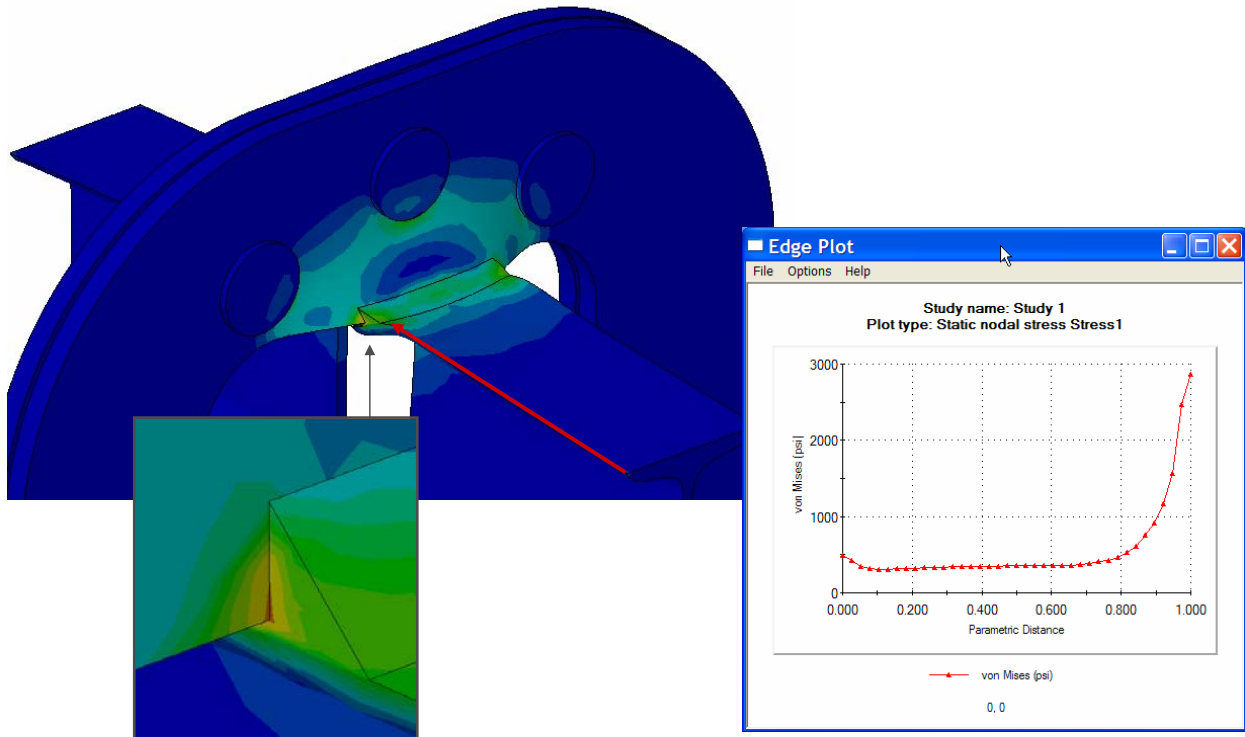 Edge Plot
File Options Help
Study name: Study 1
Plot type: Static nodal stress Stress1
3000
2000
1000
0
von Mises (psi)
0.000 0.200 0.400 0.600 0.800 1.000
Parametric Distance
von Mises (psi)
0, 0